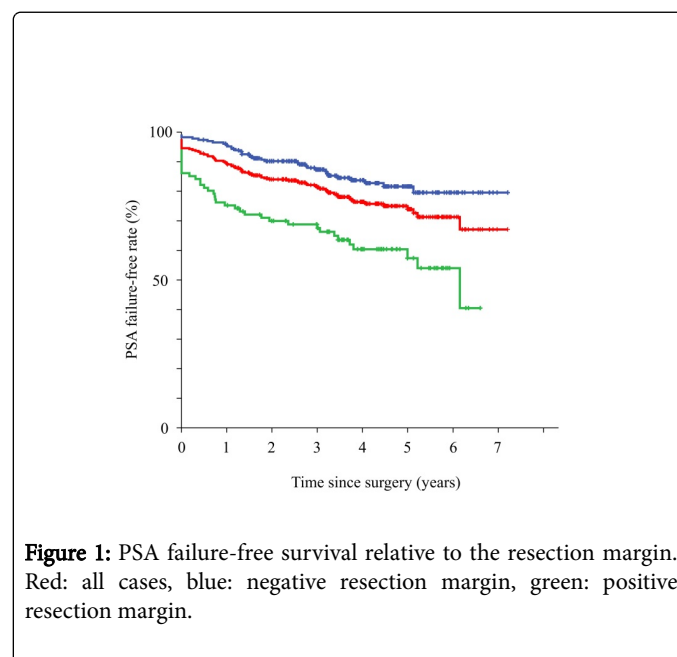 100
50
0
PSA failure-free rate (%)
0 1 2 3 4 5 6 7
Time since surgery (years)
Figure 1: PSA failure-free survival relative to the resection margin.
Red: all cases, blue: negative resection margin, green: positive
resection margin.